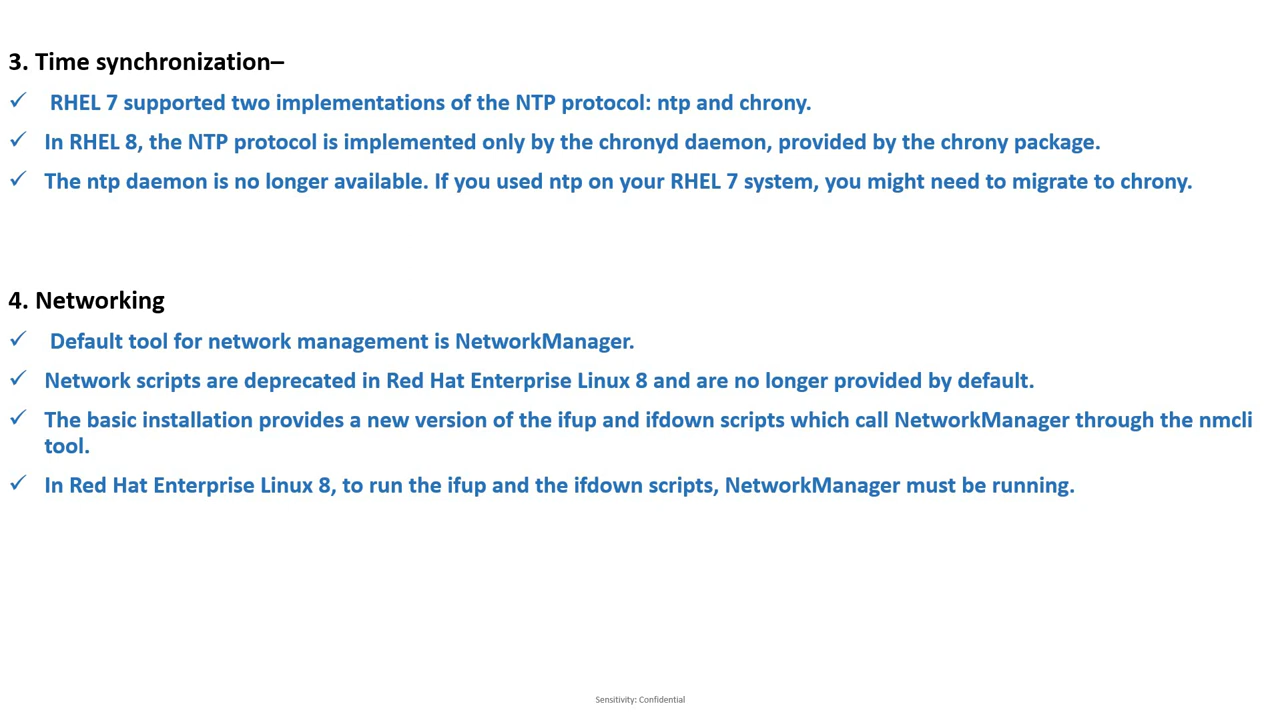 3. Time synchronization–
✓ RHEL 7 supported two implementations of the NTP protocol: ntp and chrony.
✓ In RHEL 8, the NTP protocol is implemented only by the chronyd daemon, provided by the chrony package.
✓ The ntp daemon is no longer available. If you used ntp on your RHEL 7 system, you might need to migrate to chrony.
4. Networking
✓ Default tool for network management is NetworkManager.
✓ Network scripts are deprecated in Red Hat Enterprise Linux 8 and are no longer provided by default.
✓ The basic installation provides a new version of the ifup and ifdown scripts which call NetworkManager through the nmcli
tool.
✓ In Red Hat Enterprise Linux 8, to run the ifup and the ifdown scripts, NetworkManager must be running.
Sensitivity: Confidential